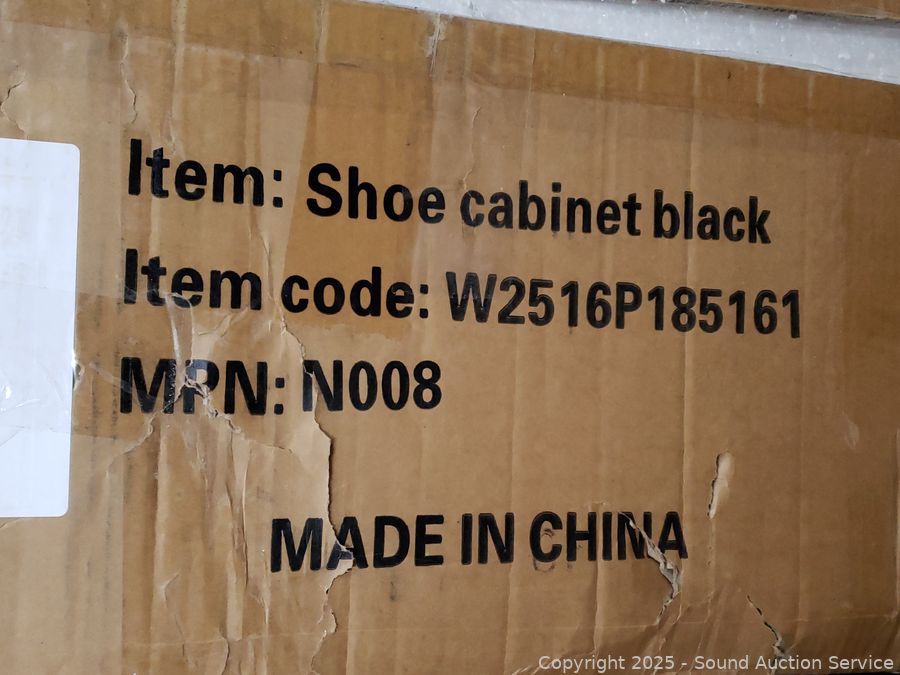 Item: Shoe cabinet black
Item code: W2516P185161
MPN: N008
MADE IN CHINA
Copyright 2025 - Sound Auction Service